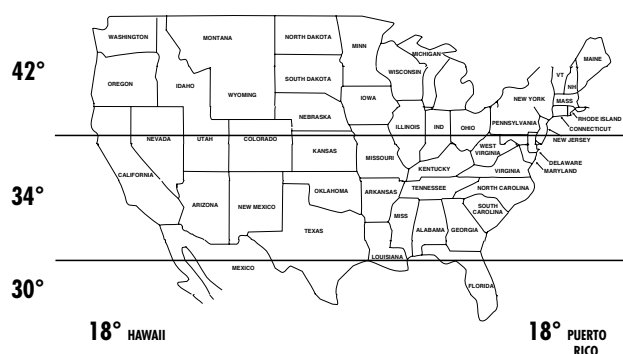 WASHINGTON
MONTANA
NORTH DAKOTA
MINN
MICHIGAN
MAINE
42°
OREGON
IDAHO
WYOMING
SOUTH DAKOTA
WISCONSIN
VT
NH
NEW YORK
MASS
IOWA
NEBRASKA
RHODE ISLAND
CONNECTICUT
NEVADA
UTAH
COLORADO
ILLINOIS
IND
OHIO
PENNSYLVANIA
NEW JERSEY
KANSAS
MISSOURI
WEST
VIRGINIA
DELAWARE
MARYLAND
CALIFORNIA
KENTUCKY
VIRGINIA
34°
ARIZONA
NEW MEXICO
OKLAHOMA
ARKANSAS
TENNESSEE
NORTH CAROLINA
SOUTH
CAROLINA
TEXAS
MISS
ALABAMA
GEORGIA
LOUISIANA
MEXICO
30°
FLORIDA
18° HAWAII
18° PUERTO
RICO